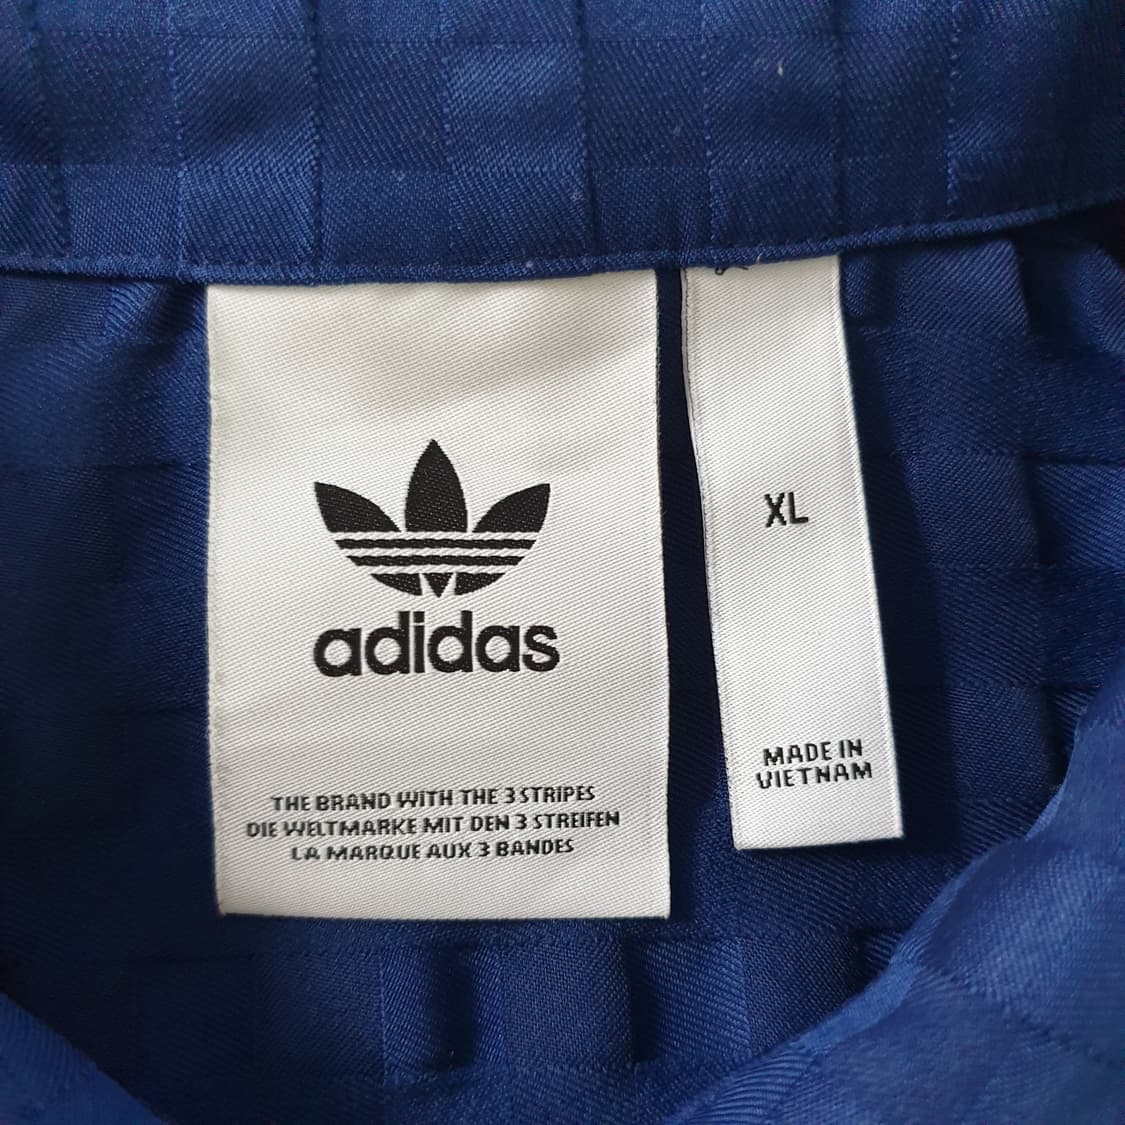 adidas
THE BRAND WITH THE 3 STRIPES
DIE WELTMARKE MIT DEN 3 STREIFEN
LA MARQUE AUX 3 BANDES
XL
MADE IN
VIETNAM